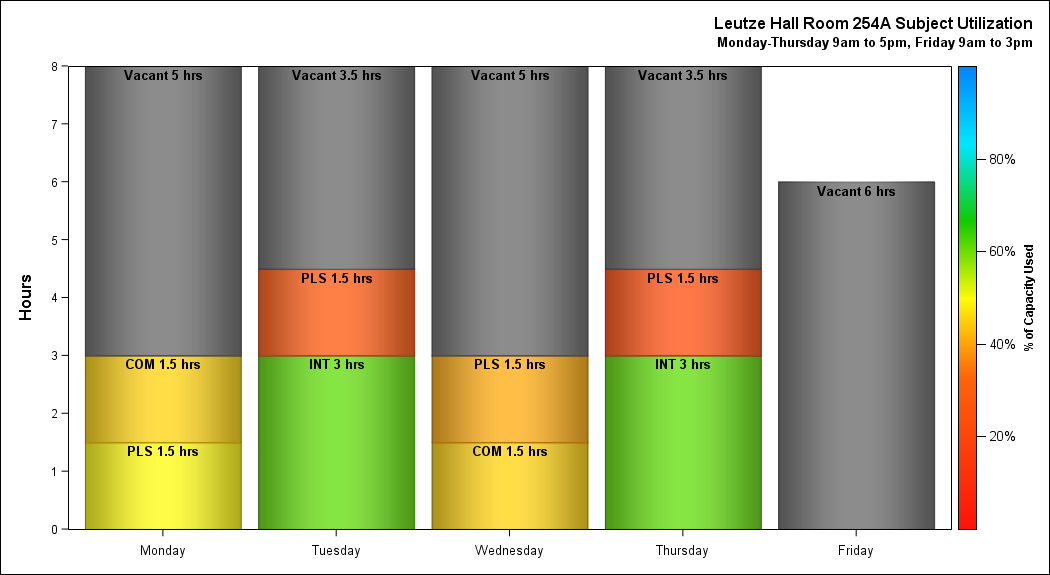 Leutze Hall Room 254A Subject Utilization
Monday-Thursday 9am to 5pm, Friday 9am to 3pm
Hours
8
7
6
5
4
3
2
1
0
Vacant 5 hrs
COM 1.5 hrs
PLS 1.5 hrs
Vacant 3.5 hrs
PLS 1.5 hrs
INT 3 hrs
Vacant 5 hrs
PLS 1.5 hrs
COM 1.5 hrs
Vacant 3.5 hrs
PLS 1.5 hrs
INT 3 hrs
Vacant 6 hrs
Monday
Tuesday
Wednesday
Thursday
Friday
80%
60%
40%
20%
% of Capacity Used